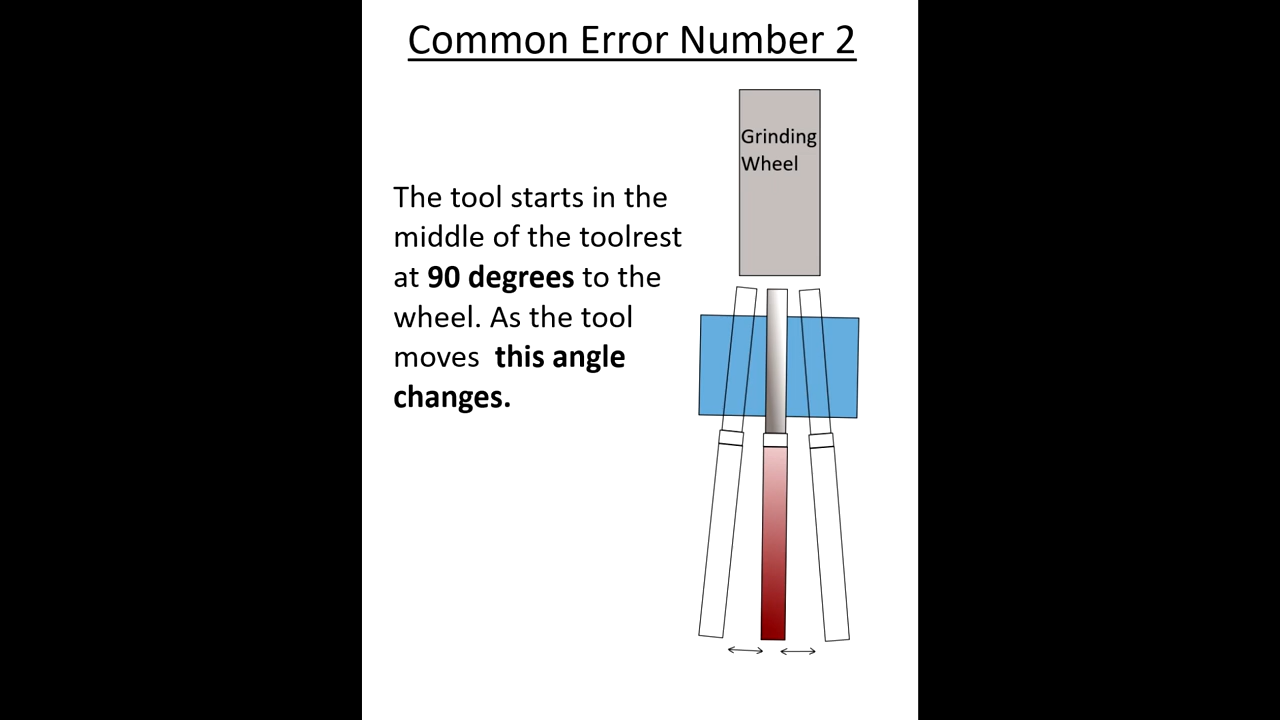 Common Error Number 2
Grinding
Wheel
The tool starts in the
middle of the toolrest
at 90 degrees to the
wheel. As the tool
moves  this angle
changes.